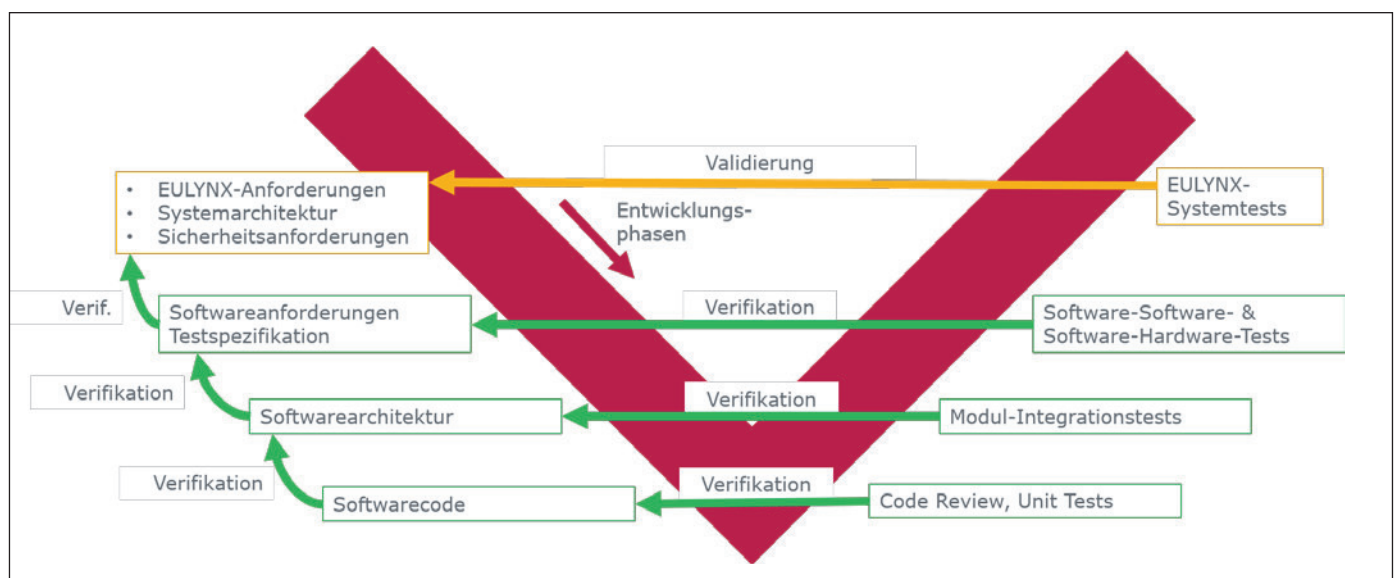 Validierung
• EULYNX-Anforderungen
• Systemarchitektur
• Sicherheitsanforderungen
EULYNX-
Systemtests
Entwicklungs-
phasen
Verif.
Softwareanforderungen
Testspezifikation
Verifikation
Software-Software- &
Software-Hardware-Tests
Verifikation
Softwarearchitektur
Verifikation
Modul-Integrationstests
Verifikation
Softwarecode
Verifikation
Code Review, Unit Tests